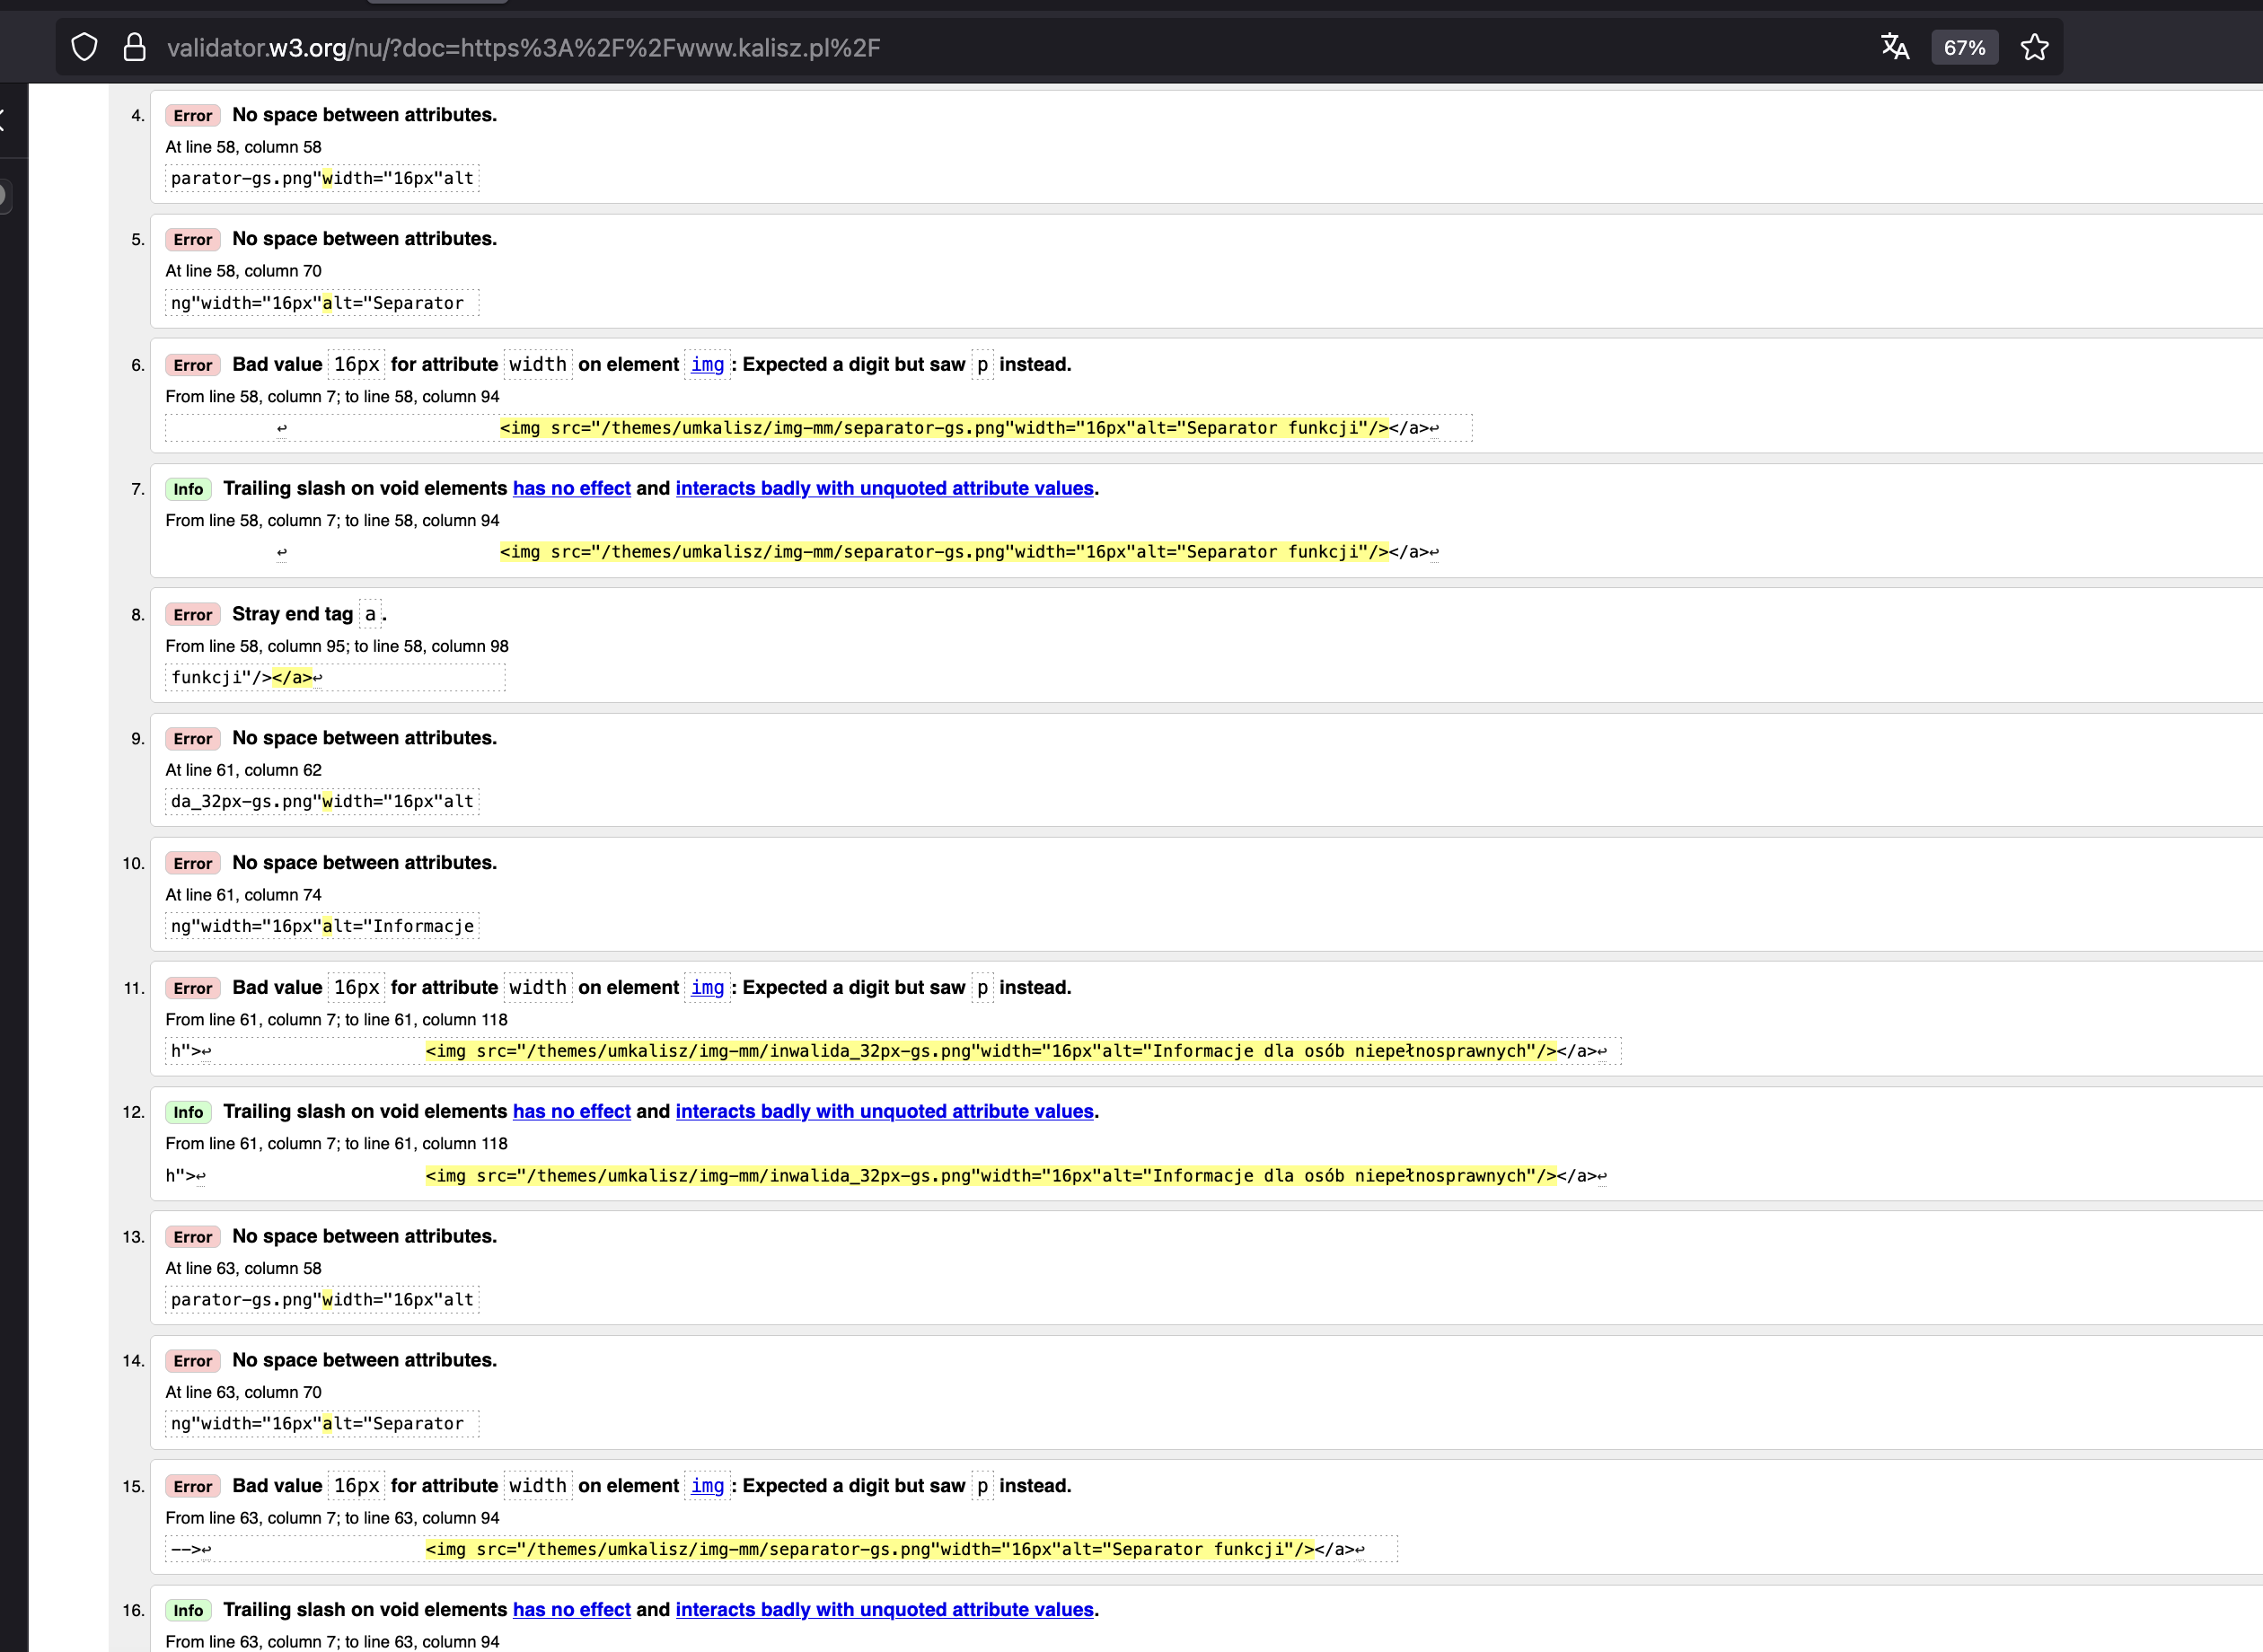 validator.w3.org/nu/?doc=https%3A%2F%2Fwww.kalisz.pl%2F
67%
4. Error No space between attributes.
At line 58, column 58
parator-gs.png"width="16px"alt
5. Error No space between attributes.
At line 58, column 70
ng"width="16px"alt="Separator
6. Error Bad value 16px for attribute width on element img: Expected a digit but saw p instead.
From line 58, column 7; to line 58, column 94
↩ <img src="/themes/umkalisz/img-mm/separator-gs.png"width="16px"alt="Separator funkcji"/></a>↩
7. Info Trailing slash on void elements has no effect and interacts badly with unquoted attribute values.
From line 58, column 7; to line 58, column 94
↩ <img src="/themes/umkalisz/img-mm/separator-gs.png"width="16px"alt="Separator funkcji"/></a>↩
8. Error Stray end tag a.
From line 58, column 95; to line 58, column 98
funkcji"/></a>↩
9. Error No space between attributes.
At line 61, column 62
da_32px-gs.png"width="16px"alt
10. Error No space between attributes.
At line 61, column 74
ng"width="16px"alt="Informacje
11. Error Bad value 16px for attribute width on element img: Expected a digit but saw p instead.
From line 61, column 7; to line 61, column 118
h">↩ <img src="/themes/umkalisz/img-mm/inwalida_32px-gs.png"width="16px"alt="Informacje dla osób niepełnosprawnych"/></a>↩
12. Info Trailing slash on void elements has no effect and interacts badly with unquoted attribute values.
From line 61, column 7; to line 61, column 118
h">↩ <img src="/themes/umkalisz/img-mm/inwalida_32px-gs.png"width="16px"alt="Informacje dla osób niepełnosprawnych"/></a>↩
13. Error No space between attributes.
At line 63, column 58
parator-gs.png"width="16px"alt
14. Error No space between attributes.
At line 63, column 70
ng"width="16px"alt="Separator
15. Error Bad value 16px for attribute width on element img: Expected a digit but saw p instead.
From line 63, column 7; to line 63, column 94
-->↩ <img src="/themes/umkalisz/img-mm/separator-gs.png"width="16px"alt="Separator funkcji"/></a>↩
16. Info Trailing slash on void elements has no effect and interacts badly with unquoted attribute values.
From line 63, column 7; to line 63, column 94